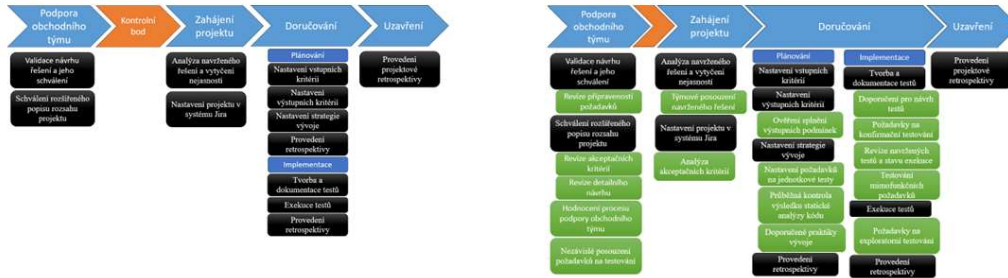 Podpora
obchodního
týmu
Kontrolní
bod
Zahájení
projektu
Doručování
Uzavření
Validace návrhu
řešení a jeho
schválení
Schválení rozšířeného
popisu rozsahu
projektu
Analýza navrženého
řešení a vytyčení
nejasností
Nastavení projektu v
systému Jira
Plánování
Nastavení vstupních
kritérií
Nastavení
výstupních kritérií
Nastavení strategie
vývoje
Provedení
retrospektivy
Implementace
Tvorba a
dokumentace testů
Exekuce testů
Provedení
retrospektivy
Provedení
projektové
retrospektivy
Podpora
obchodního
týmu
Zahájení
projektu
Doručování
Uzavření
Validace návrhu
řešení a jeho
schválení
Revize připravenosti
požadavků
Schválení rozšířeného
popisu rozsahu
projektu
Revize akceptačních
kritérií
Revize detailního
návrhu
Hodnocení procesu
podpory obchodního
týmu
Nezávislé posouzení
požadavků na testování
Analýza navrženého
řešení a vytyčení
nejasností
Týmové posouzení
navrženého řešení
Nastavení projektu v
systému Jira
Analýza
akceptačních kritérií
Plánování
Nastavení vstupních
kritérií
Nastavení
výstupních kritérií
Ověření splnění
výstupních podmínek
Nastavení strategie
vývoje
Nastavení požadavků
na jednotkové testy
Průběžná kontrola
výsledku statické
analýzy kódu
Doporučené praktiky
vývoje
Provedení
retrospektivy
Implementace
Tvorba a
dokumentace testů
Doporučení pro návrh
testů
Požadavky na
konfirmační testování
Revize navržených
testů a stavu exekuce
Testování
mimofunkčních
požadavků
Exekuce testů
Požadavky na
exploratorní testování
Provedení
retrospektivy
Provedení
projektové
retrospektivy